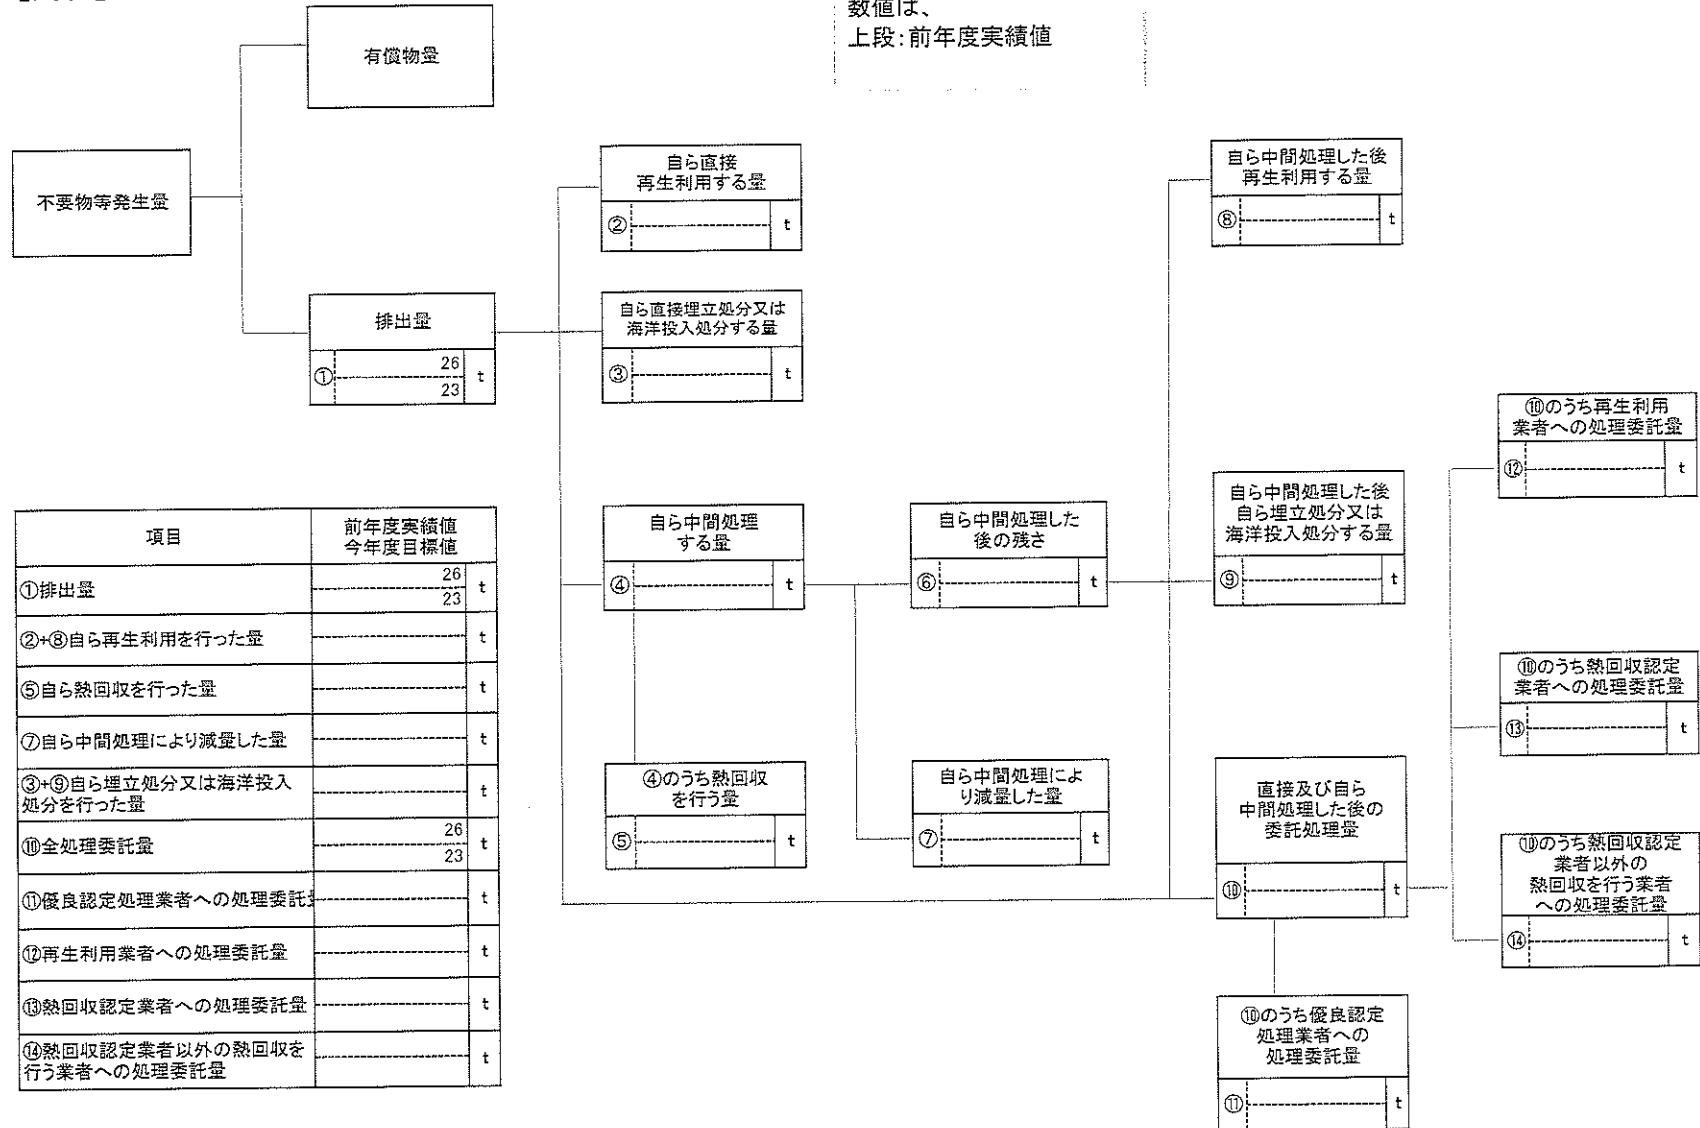 数値は、
上段:前年度実績値
有償物量
不要物等発生量
排出量
① 26 t
23
自ら直接
再生利用する量
② t
自ら直接埋立処分又は
海洋投入処分する量
③ t
自ら中間処理
する量
④ t
④のうち熱回収
を行う量
⑤ t
自ら中間処理した
後の残さ
⑥ t
自ら中間処理によ
り減量した量
⑦ t
自ら中間処理した後
再生利用する量
⑧ t
自ら中間処理した後
自ら埋立処分又は
海洋投入処分する量
⑨ t
直接及び自ら
中間処理した後の
委託処理量
⑩ t
⑩のうち優良認定
処理業者への
処理委託量
⑪ t
⑩のうち再生利用
業者への処理委託量
⑫ t
⑩のうち熱回収認定
業者への処理委託量
⑬ t
⑩のうち熱回収認定
業者以外の
熱回収を行う業者
への処理委託量
⑭ t
項目 前年度実績値
今年度目標値
①排出量 26 t
23
②+⑧自ら再生利用を行った量 t
⑤自ら熱回収を行った量 t
⑦自ら中間処理により減量した量 t
③+⑨自ら埋立処分又は海洋投入
処分を行った量 t
⑩全処理委託量 26 t
23
⑪優良認定処理業者への処理委託 t
⑫再生利用業者への処理委託量 t
⑬熱回収認定業者への処理委託量 t
⑭熱回収認定業者以外の熱回収を
行う業者への処理委託量 t